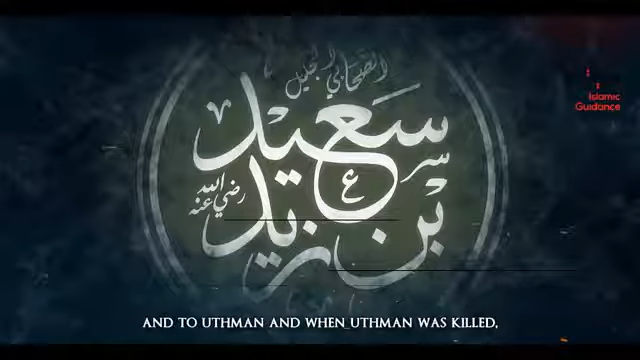 الصحابي الجليل
سعيد
بن زيد
رضي الله عنه
Islamic
Guidance
AND TO UTHMAN AND WHEN UTHMAN WAS KILLED,